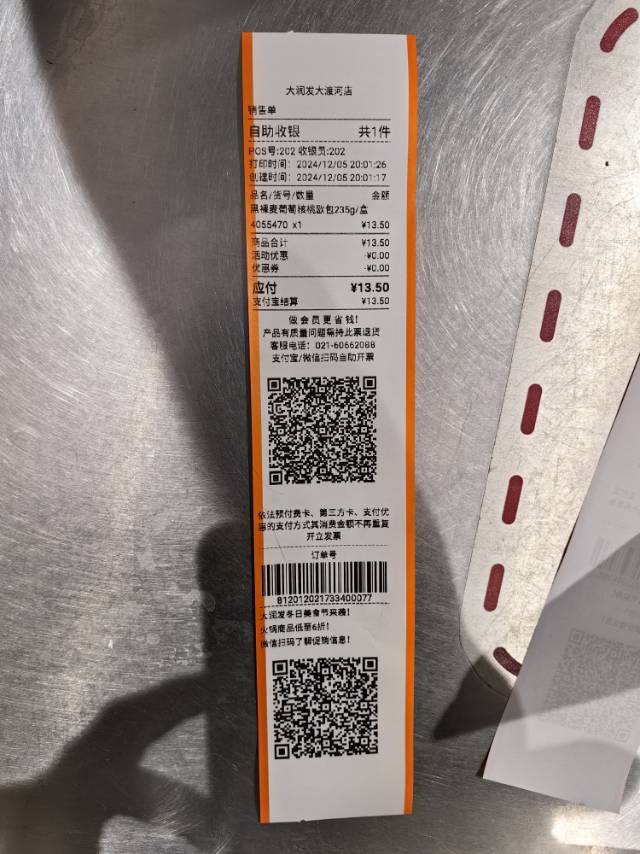 大润发大渡河店
销售单
自助收银 共1件
POS号:202 收银员:202
打印时间: 2024/12/05 20:01:26
创建时间: 2024/12/05 20:01:17
品名/货号/数量 金额
黑裸麦葡萄核桃欧包235g/盒
4055470 x1 ¥13.50
商品合计 ¥13.50
活动优惠 -¥0.00
优惠券 -¥0.00
应付 ¥13.50
支付宝结算 ¥13.50
做会员更省钱!
产品有质量问题需持此票退货
客服电话: 021-60662088
支付宝/微信扫码自助开票
依法预付费卡、第三方卡、支付优
惠的支付方式其消费金额不再重复
开立发票
订单号
812012021733400077
大润发冬日美食节来袭!
火锅商品低至6折!
微信扫码了解促销信息!